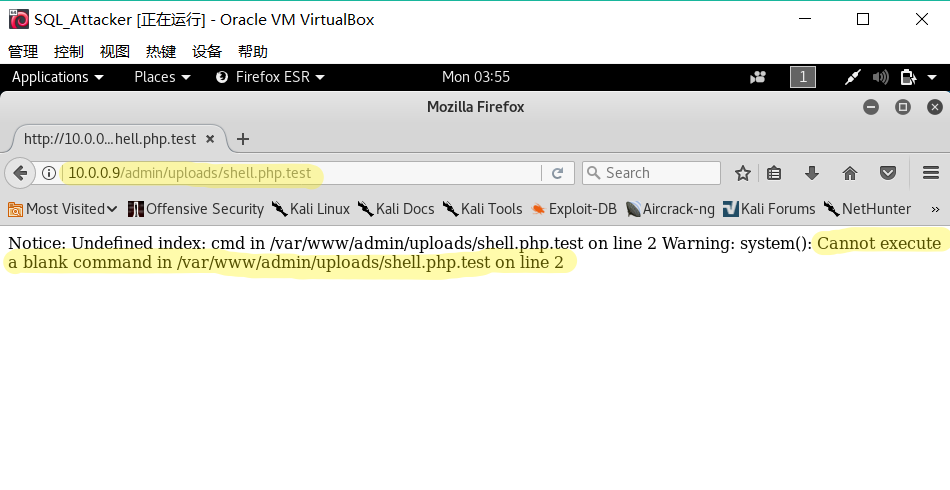 SQL_Attacker [正在运行] - Oracle VM VirtualBox
管理 控制 视图 热键 设备 帮助
Applications Places Firefox ESR Mon 03:55 1
Mozilla Firefox
http://10.0.0...hell.php.test
10.0.0.9/admin/uploads/shell.php.test Search
Most Visited Offensive Security Kali Linux Kali Docs Kali Tools Exploit-DB Aircrack-ng Kali Forums NetHunter »
Notice: Undefined index: cmd in /var/www/admin/uploads/shell.php.test on line 2 Warning: system(): Cannot execute
a blank command in /var/www/admin/uploads/shell.php.test on line 2